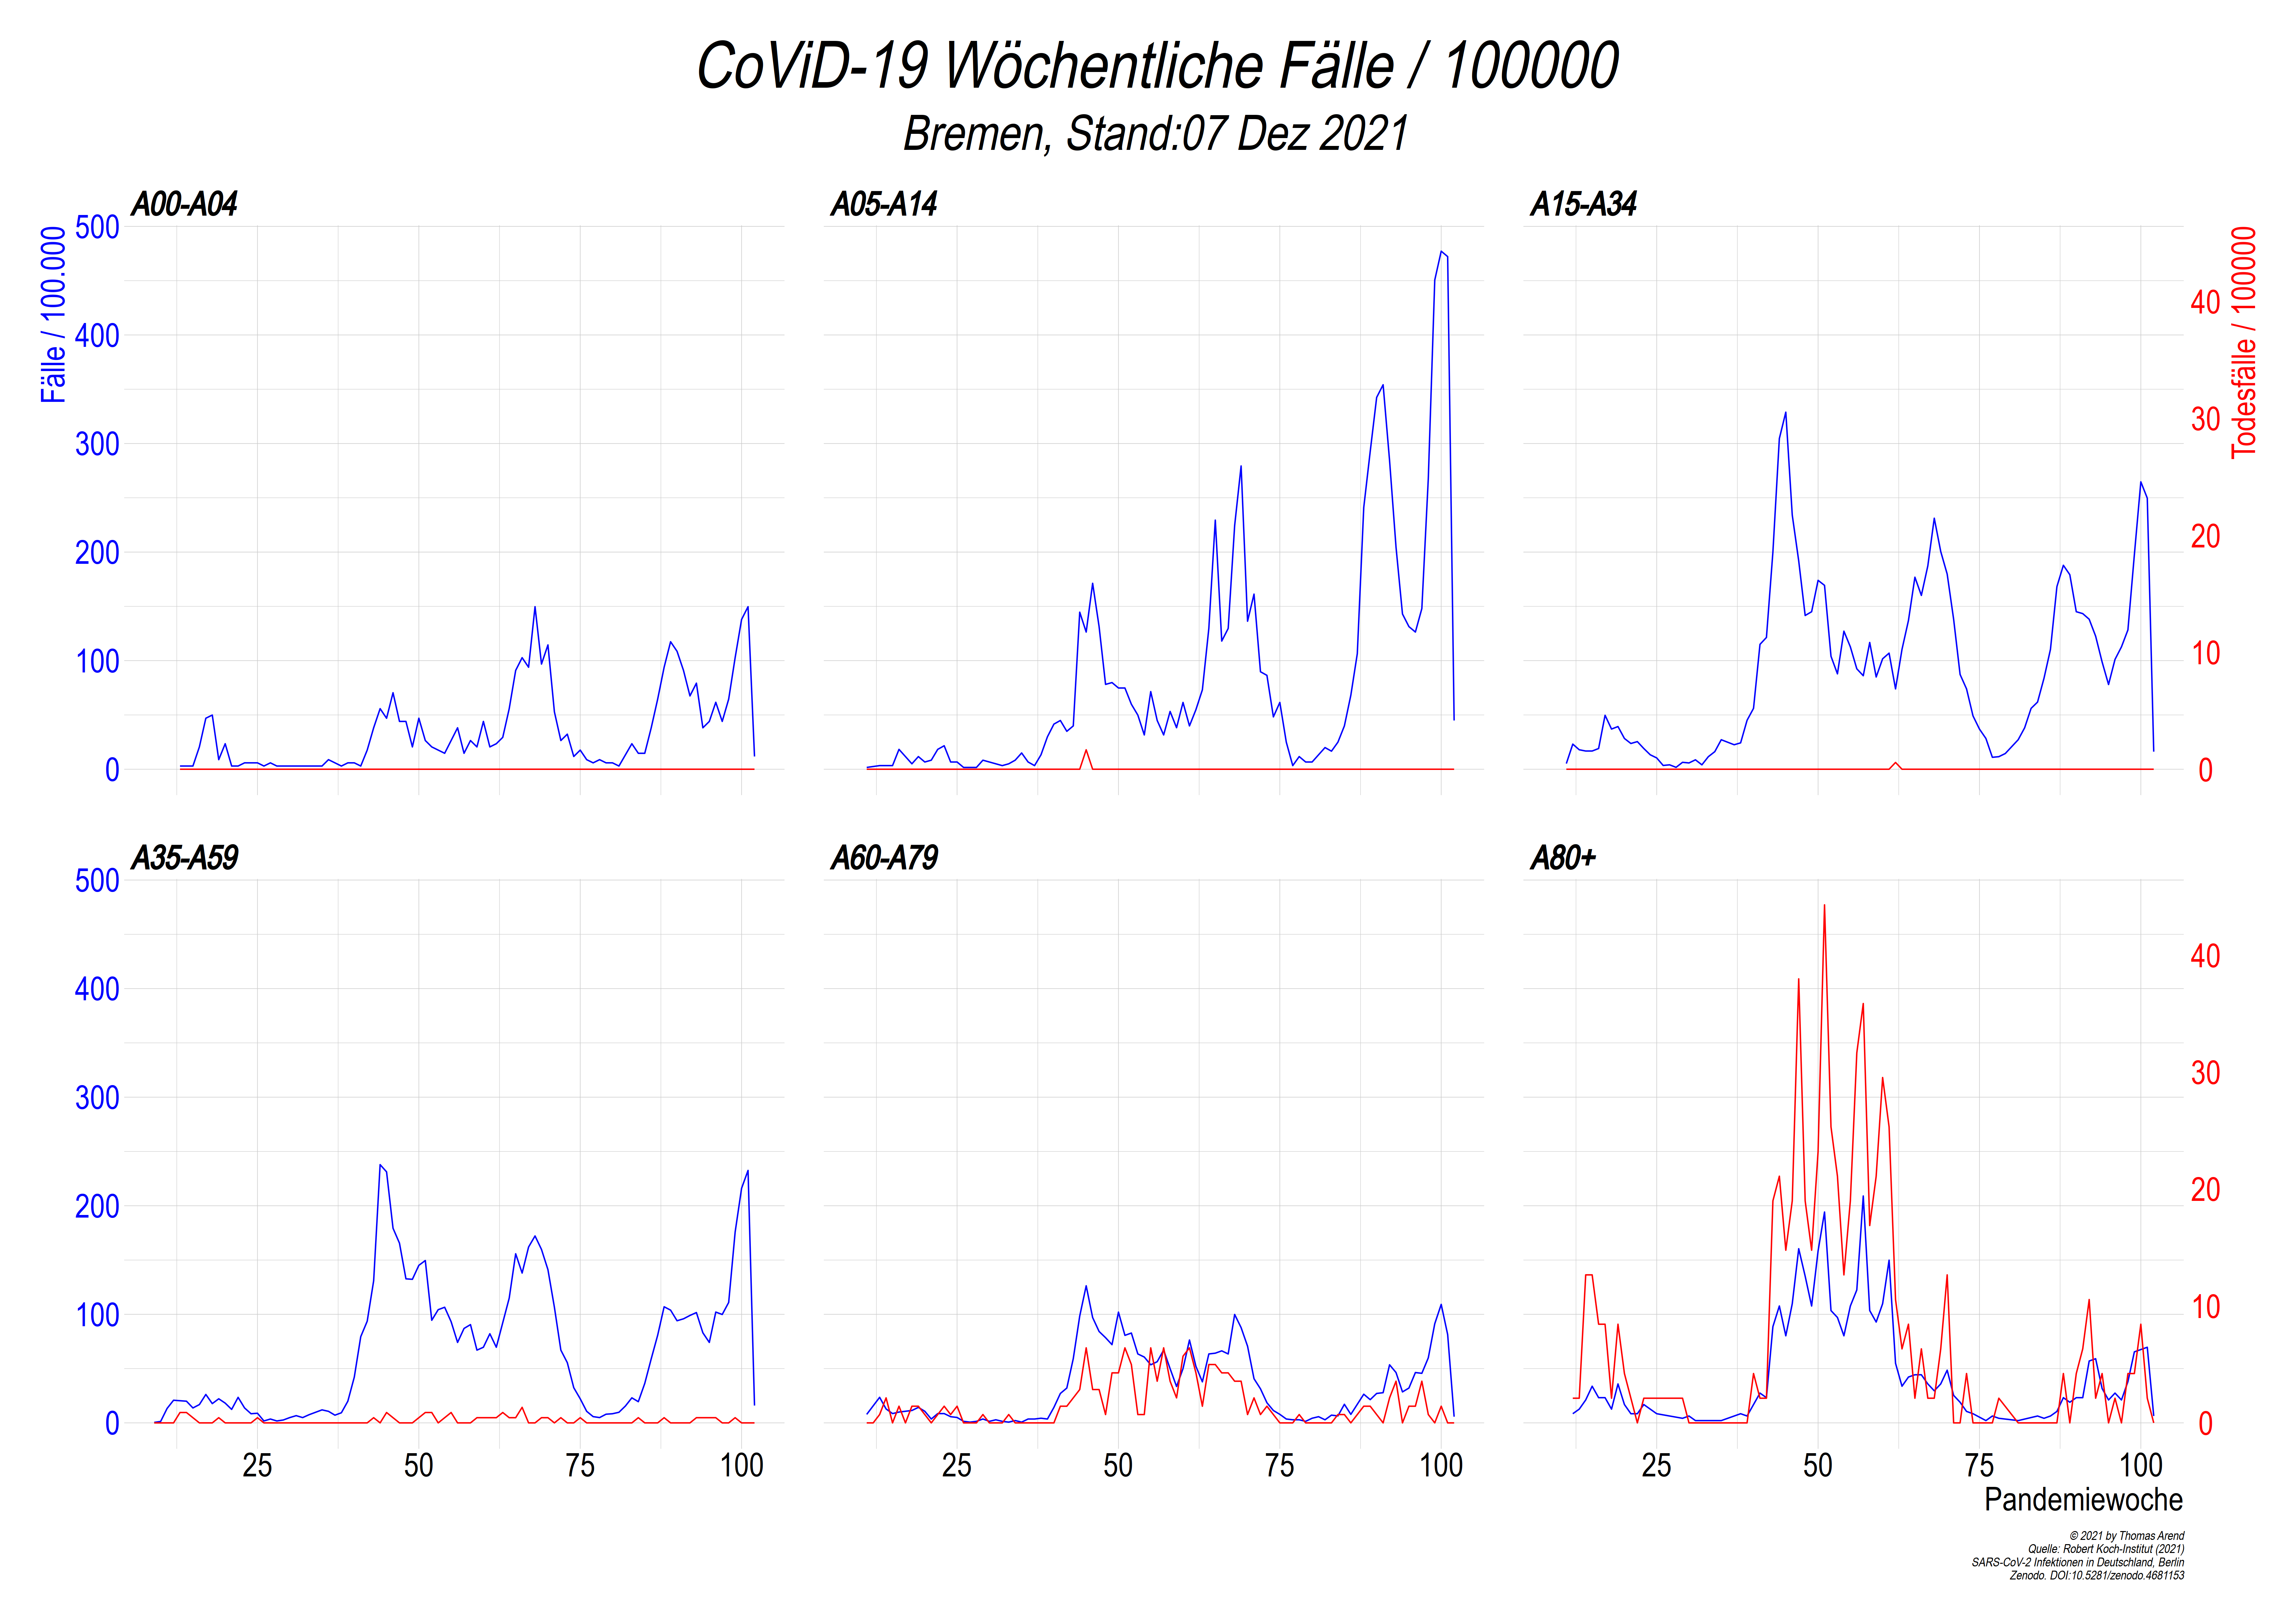 CoViD-19 Wöchentliche Fälle / 100000
Bremen, Stand:07 Dez 2021
A00-A04
A05-A14
A15-A34
Fälle / 100.000
500
400
300
200
100
0
Todesfälle / 100000
40
30
20
10
0
A35-A59
A60-A79
A80+
500
400
300
200
100
0
40
30
20
10
0
25 50 75 100
25 50 75 100
25 50 75 100
Pandemiewoche
© 2021 by Thomas Arend
Quelle: Robert Koch-Institut (2021)
SARS-CoV-2 Infektionen in Deutschland, Berlin
Zenodo. DOI:10.5281/zenodo.4681153